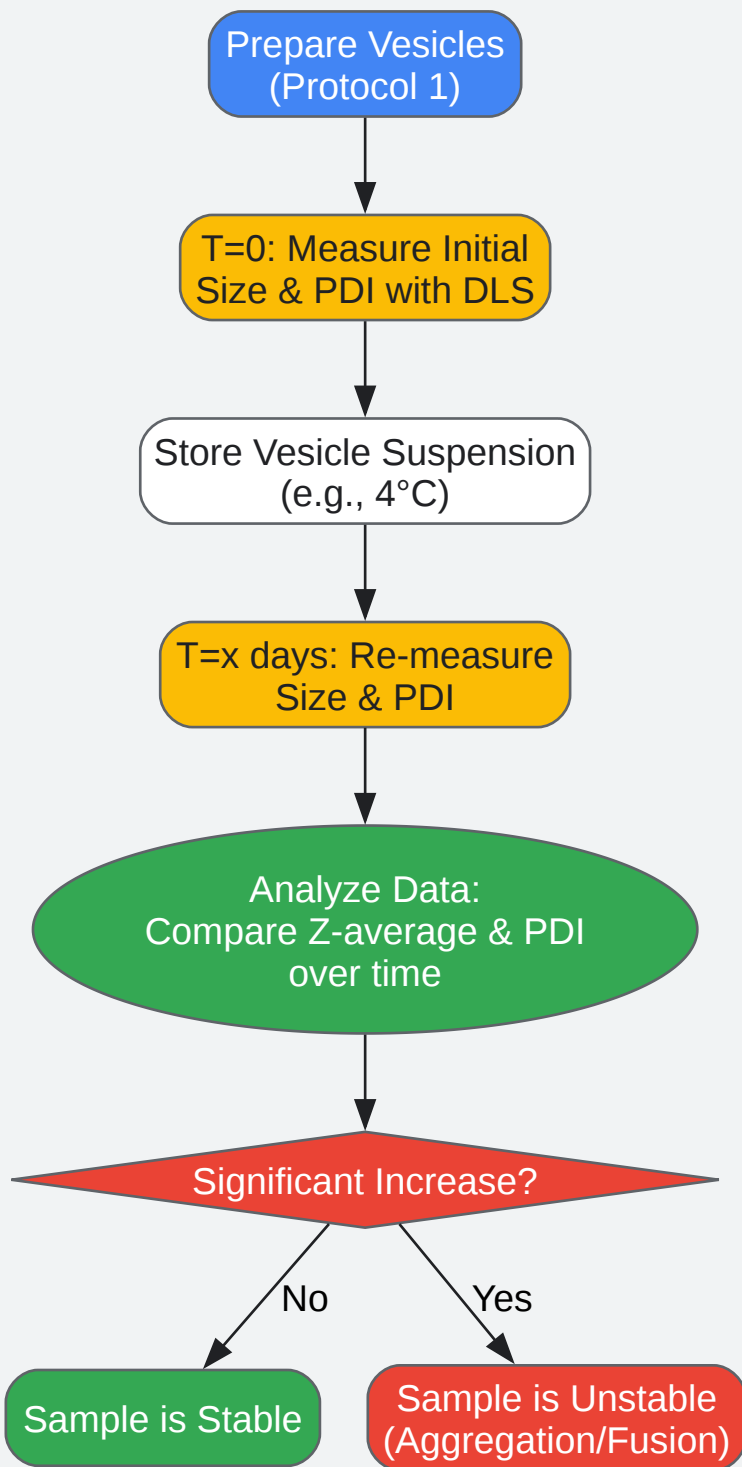 Prepare Vesicles
(Protocol 1)
T=0: Measure Initial
Size & PDI with DLS
Store Vesicle Suspension
(e.g., 4°C)
T=x days: Re-measure
Size & PDI
Analyze Data:
Compare Z-average & PDI
over time
Significant Increase?
No
Yes
Sample is Stable
Sample is Unstable
(Aggregation/Fusion)